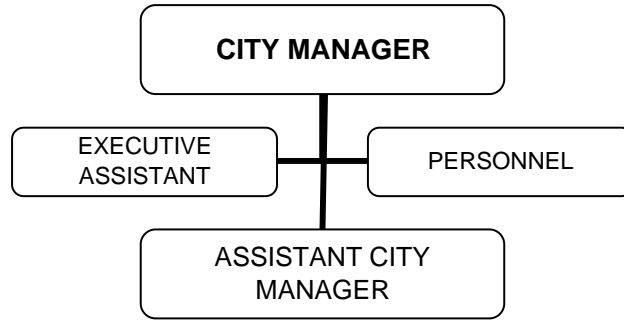 CITY MANAGER
EXECUTIVE
ASSISTANT
PERSONNEL
ASSISTANT CITY
MANAGER